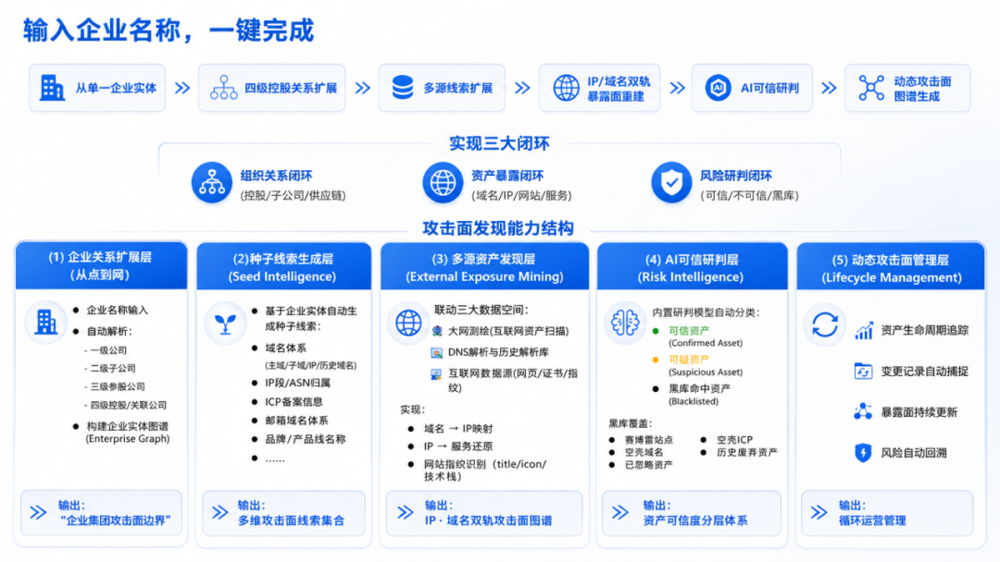 输入企业名称，一键完成
从单一企业实体
四级控股关系扩展
多源线索扩展
IP/域名双轨
暴露面重建
AI
AI可信研判
动态攻击面
图谱生成
实现三大闭环
组织关系闭环
(控股/子公司/供应链)
资产暴露闭环
(域名/IP/网站/服务)
风险研判闭环
(可信/不可信/黑库)
攻击面发现能力结构
(1) 企业关系扩展层
(从点到网)
企业名称输入
自动解析：
- 一级公司
- 二级子公司
- 三级参股公司
- 四级控股/关联公司
构建企业实体图谱
(Enterprise Graph)
输出：
“企业集团攻击面边界”
(2)种子线索生成层
(Seed Intelligence)
基于企业实体自动生
成种子线索：
域名体系
(主域/子域/IP/历史域名)
IP段/ASN归属
ICP备案信息
邮箱域名体系
品牌/产品线名称
......
输出：
多维攻击面线索集合
(3) 多源资产发现层
(External Exposure Mining)
联动三大数据空间：
大网测绘(互联网资产扫描)
DNS解析与历史解析库
互联网数据源(网页/证书/指
纹)
实现：
域名 → IP映射
IP → 服务还原
网站指纹识别（title/icon/
技术栈）
输出：
IP · 域名双轨攻击面图谱
(4) AI可信研判层
(Risk Intelligence)
内置研判模型自动分类：
可信资产
(Confirmed Asset)
可疑资产
(Suspicious Asset)
黑库命中资产
(Blacklisted)
黑库覆盖：
赛博雷站点
空壳域名
已忽略资产
空壳ICP
历史废弃资产
输出：
资产可信度分层体系
(5) 动态攻击面管理层
(Lifecycle Management)
资产生命周期追踪
变更记录自动捕捉
暴露面持续更新
风险自动回溯
输出：
循环运营管理